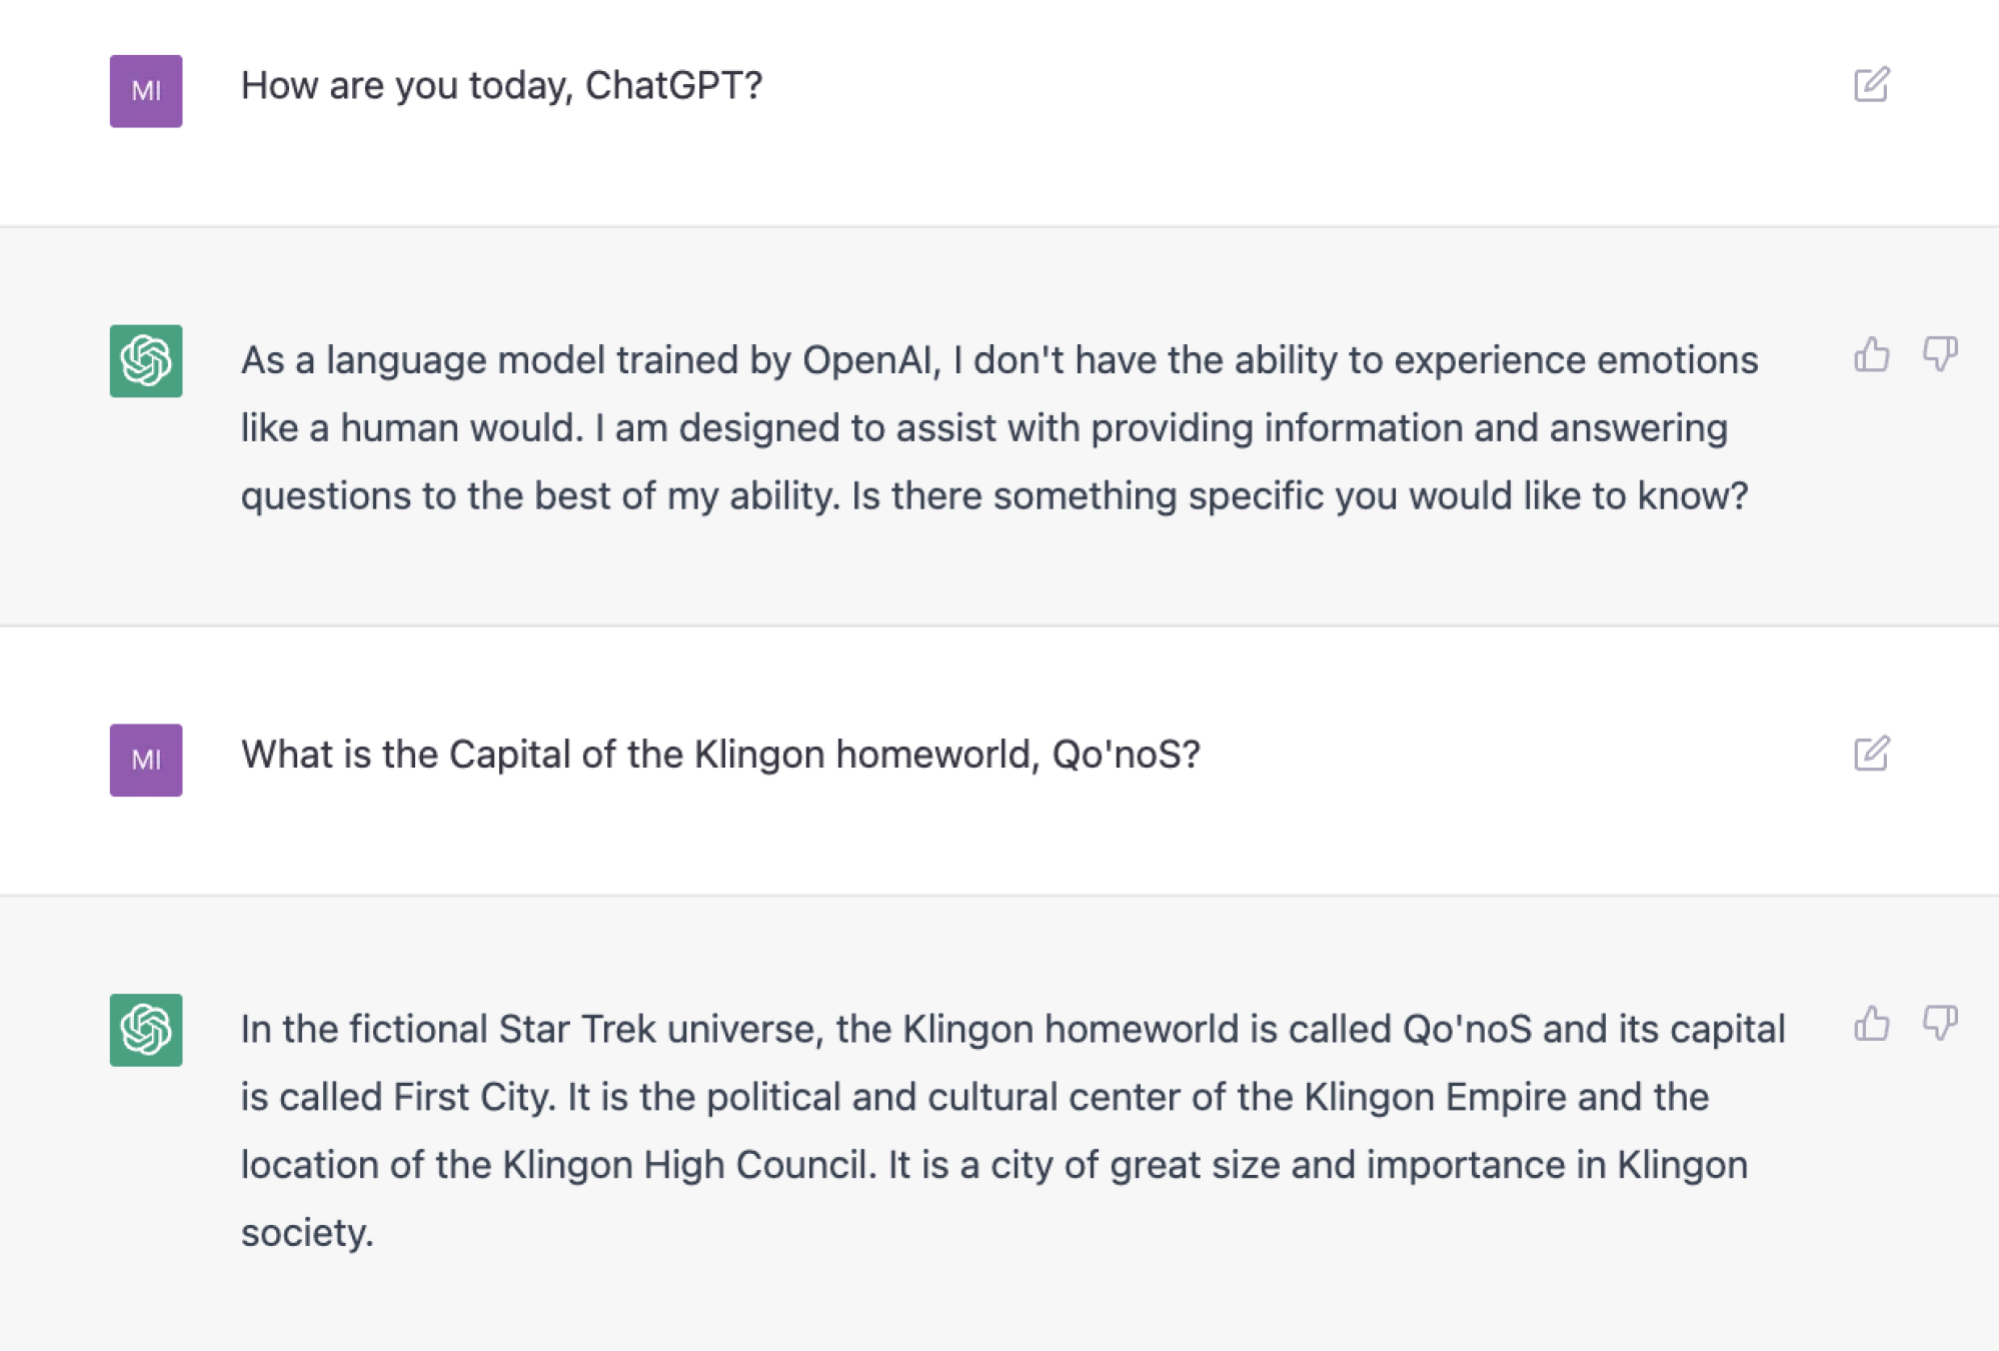 MI
How are you today, ChatGPT?
As a language model trained by OpenAI, I don't have the ability to experience emotions
like a human would. I am designed to assist with providing information and answering
questions to the best of my ability. Is there something specific you would like to know?
MI
What is the Capital of the Klingon homeworld, Qo'noS?
In the fictional Star Trek universe, the Klingon homeworld is called Qo'noS and its capital
is called First City. It is the political and cultural center of the Klingon Empire and the
location of the Klingon High Council. It is a city of great size and importance in Klingon
society.